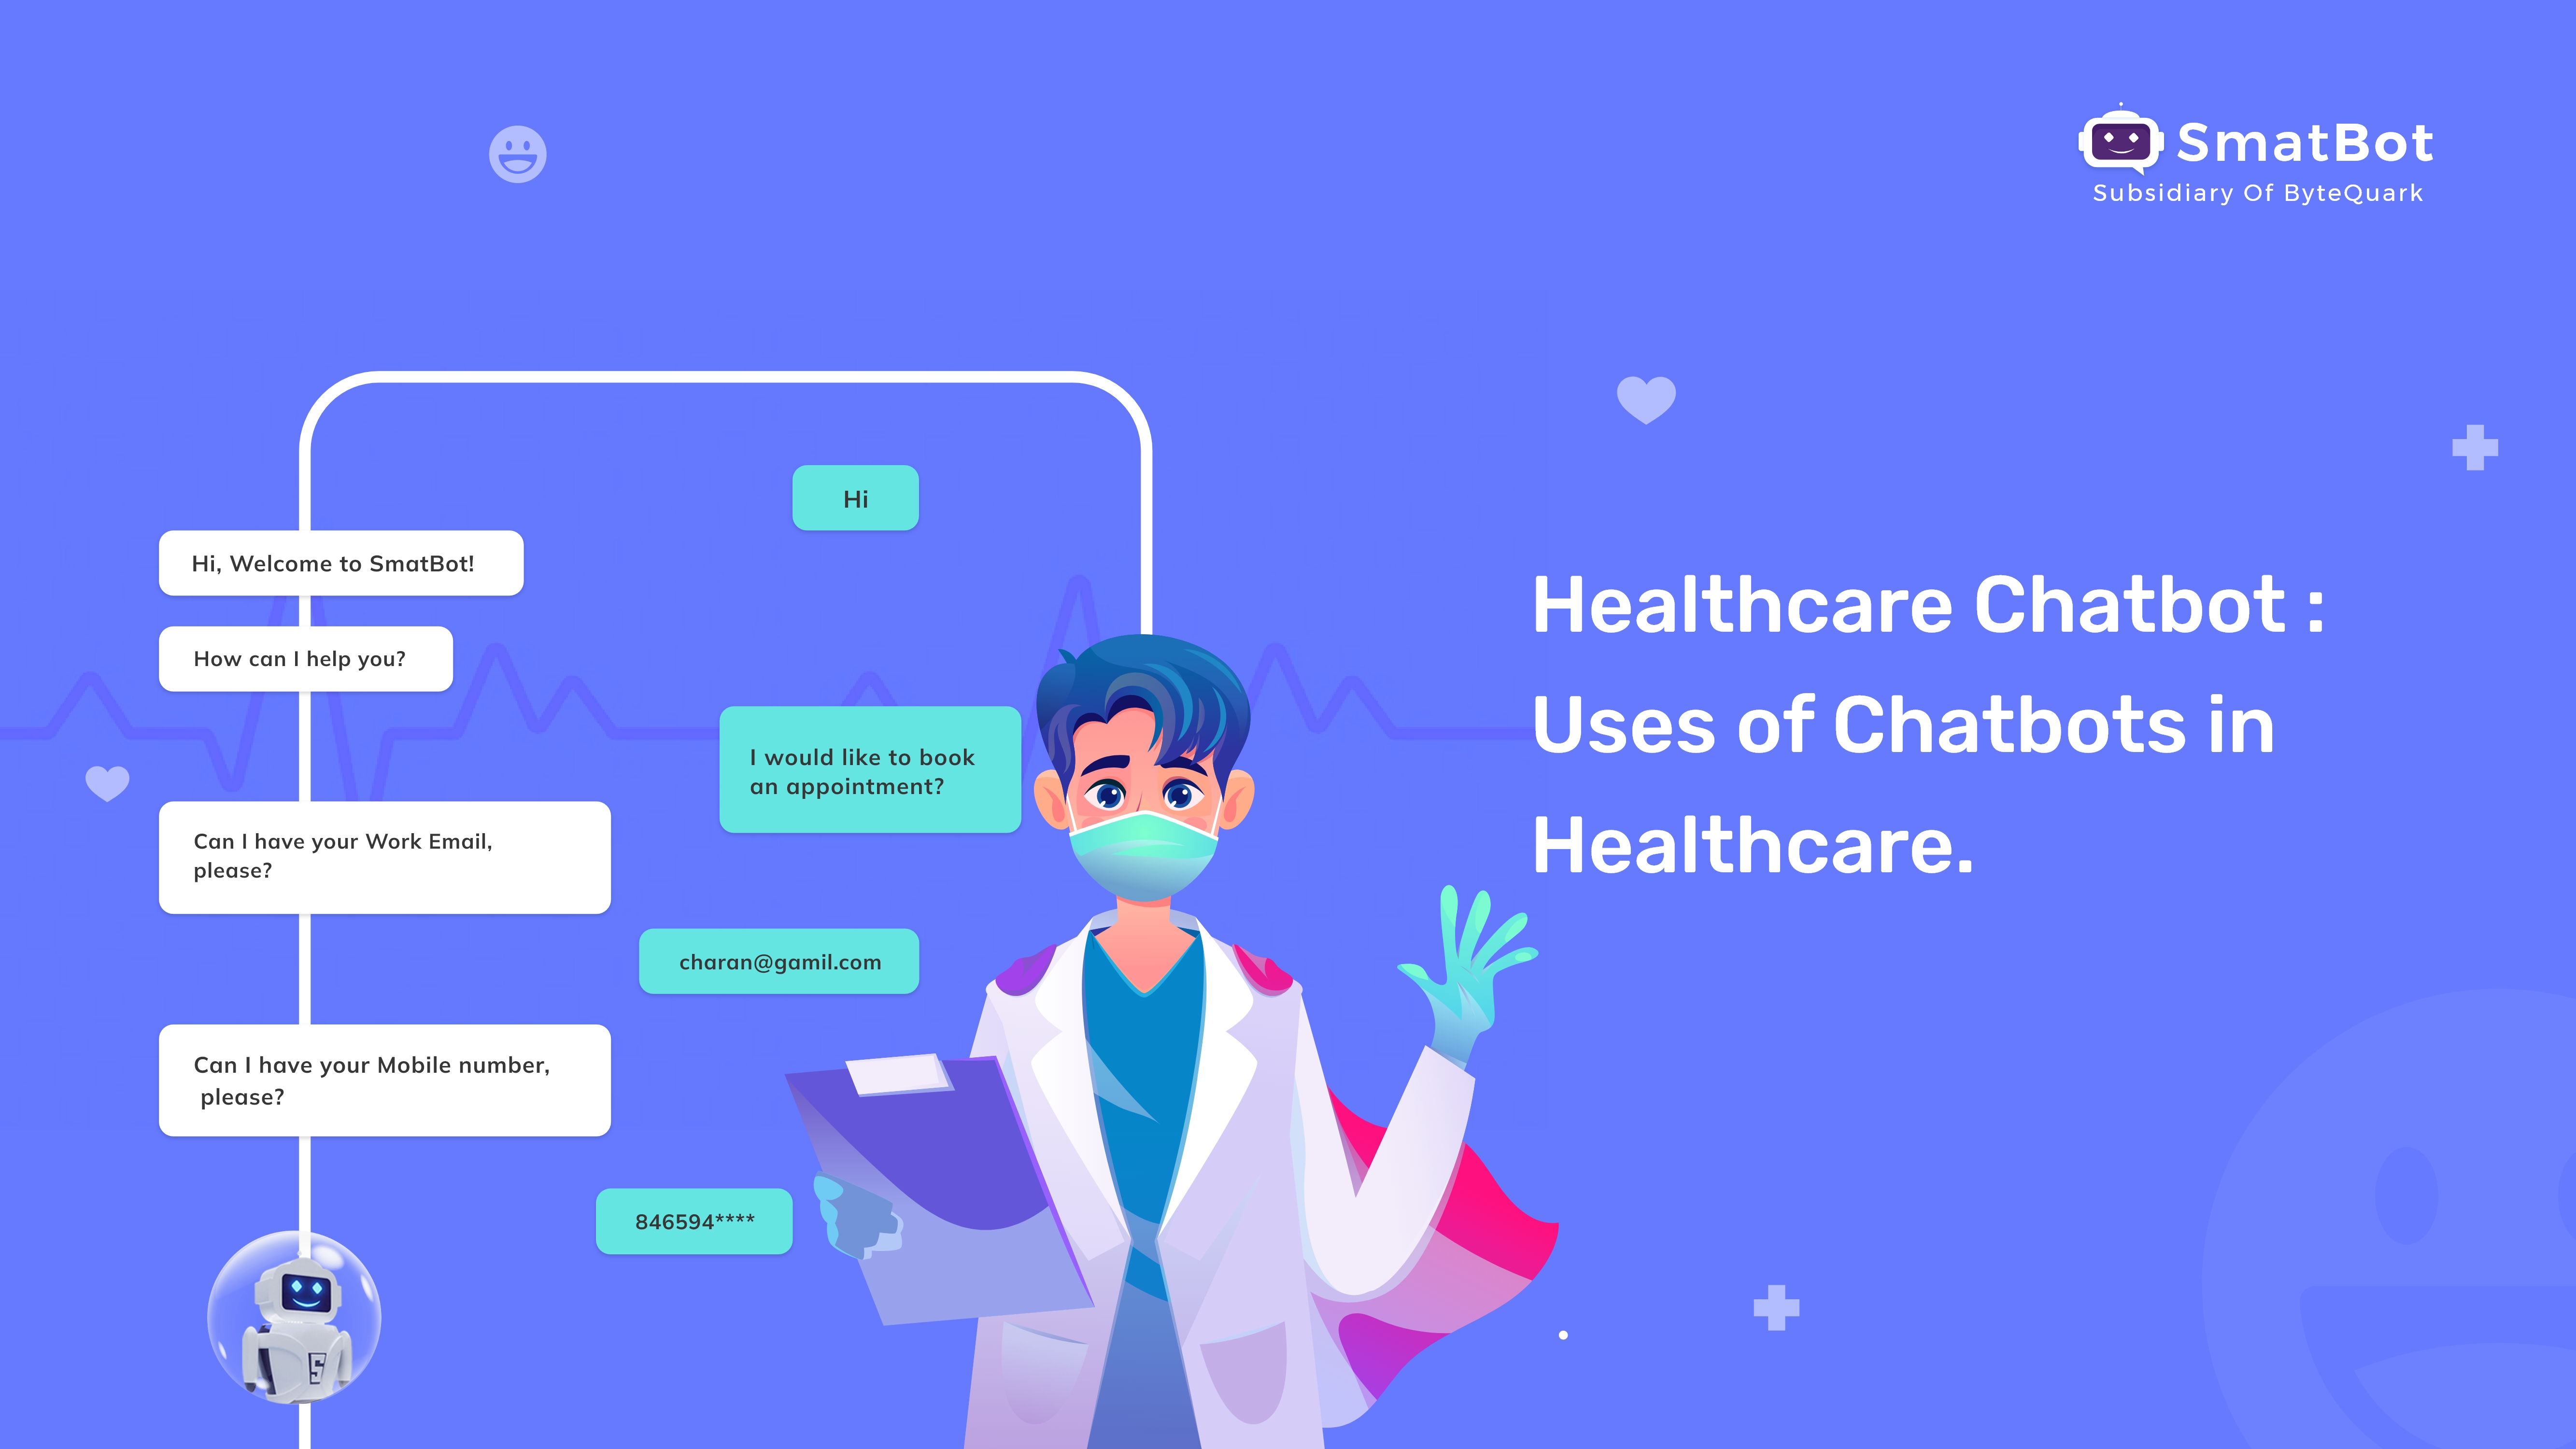 SmatBot
Subsidiary Of ByteQuark
Hi
Hi, Welcome to SmatBot!
How can I help you?
I would like to book
an appointment?
Can I have your Work Email,
please?
charan@gamil.com
Can I have your Mobile number,
please?
846594****
Healthcare Chatbot :
Uses of Chatbots in
Healthcare.
S